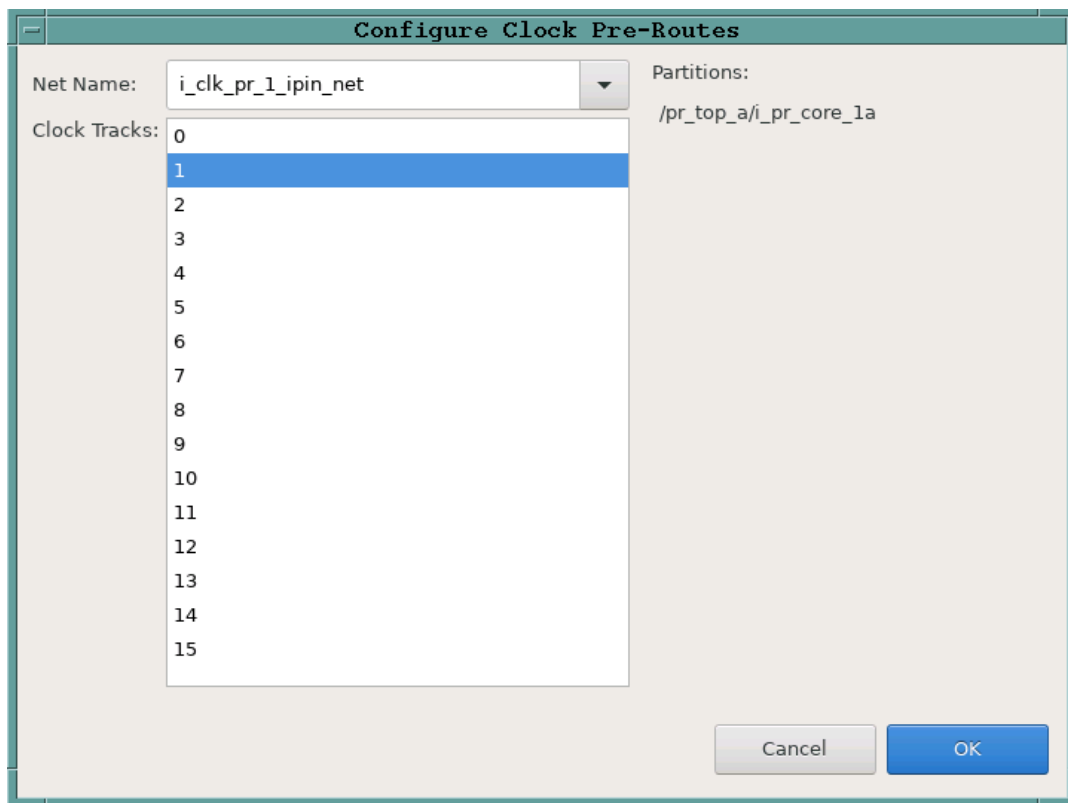 Configure Clock Pre-Routes
Net Name: i_clk_pr_1_ipin_net
Partitions:
/pr_top_a/i_pr_core_1a
Clock Tracks:
0
1
2
3
4
5
6
7
8
9
10
11
12
13
14
15
Cancel OK